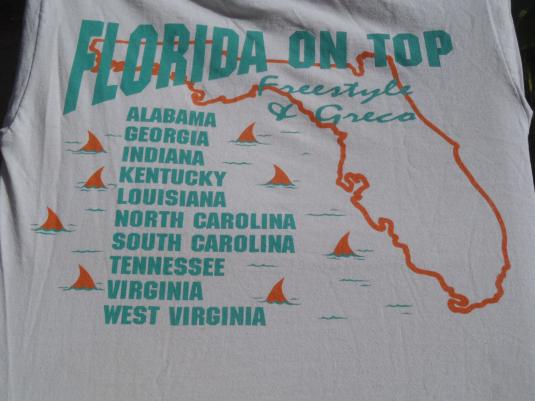 FLORIDA ON TOP
Freestyle
& Greco
ALABAMA
GEORGIA
INDIANA
KENTUCKY
LOUISIANA
NORTH CAROLINA
SOUTH CAROLINA
TENNESSEE
VIRGINIA
WEST VIRGINIA